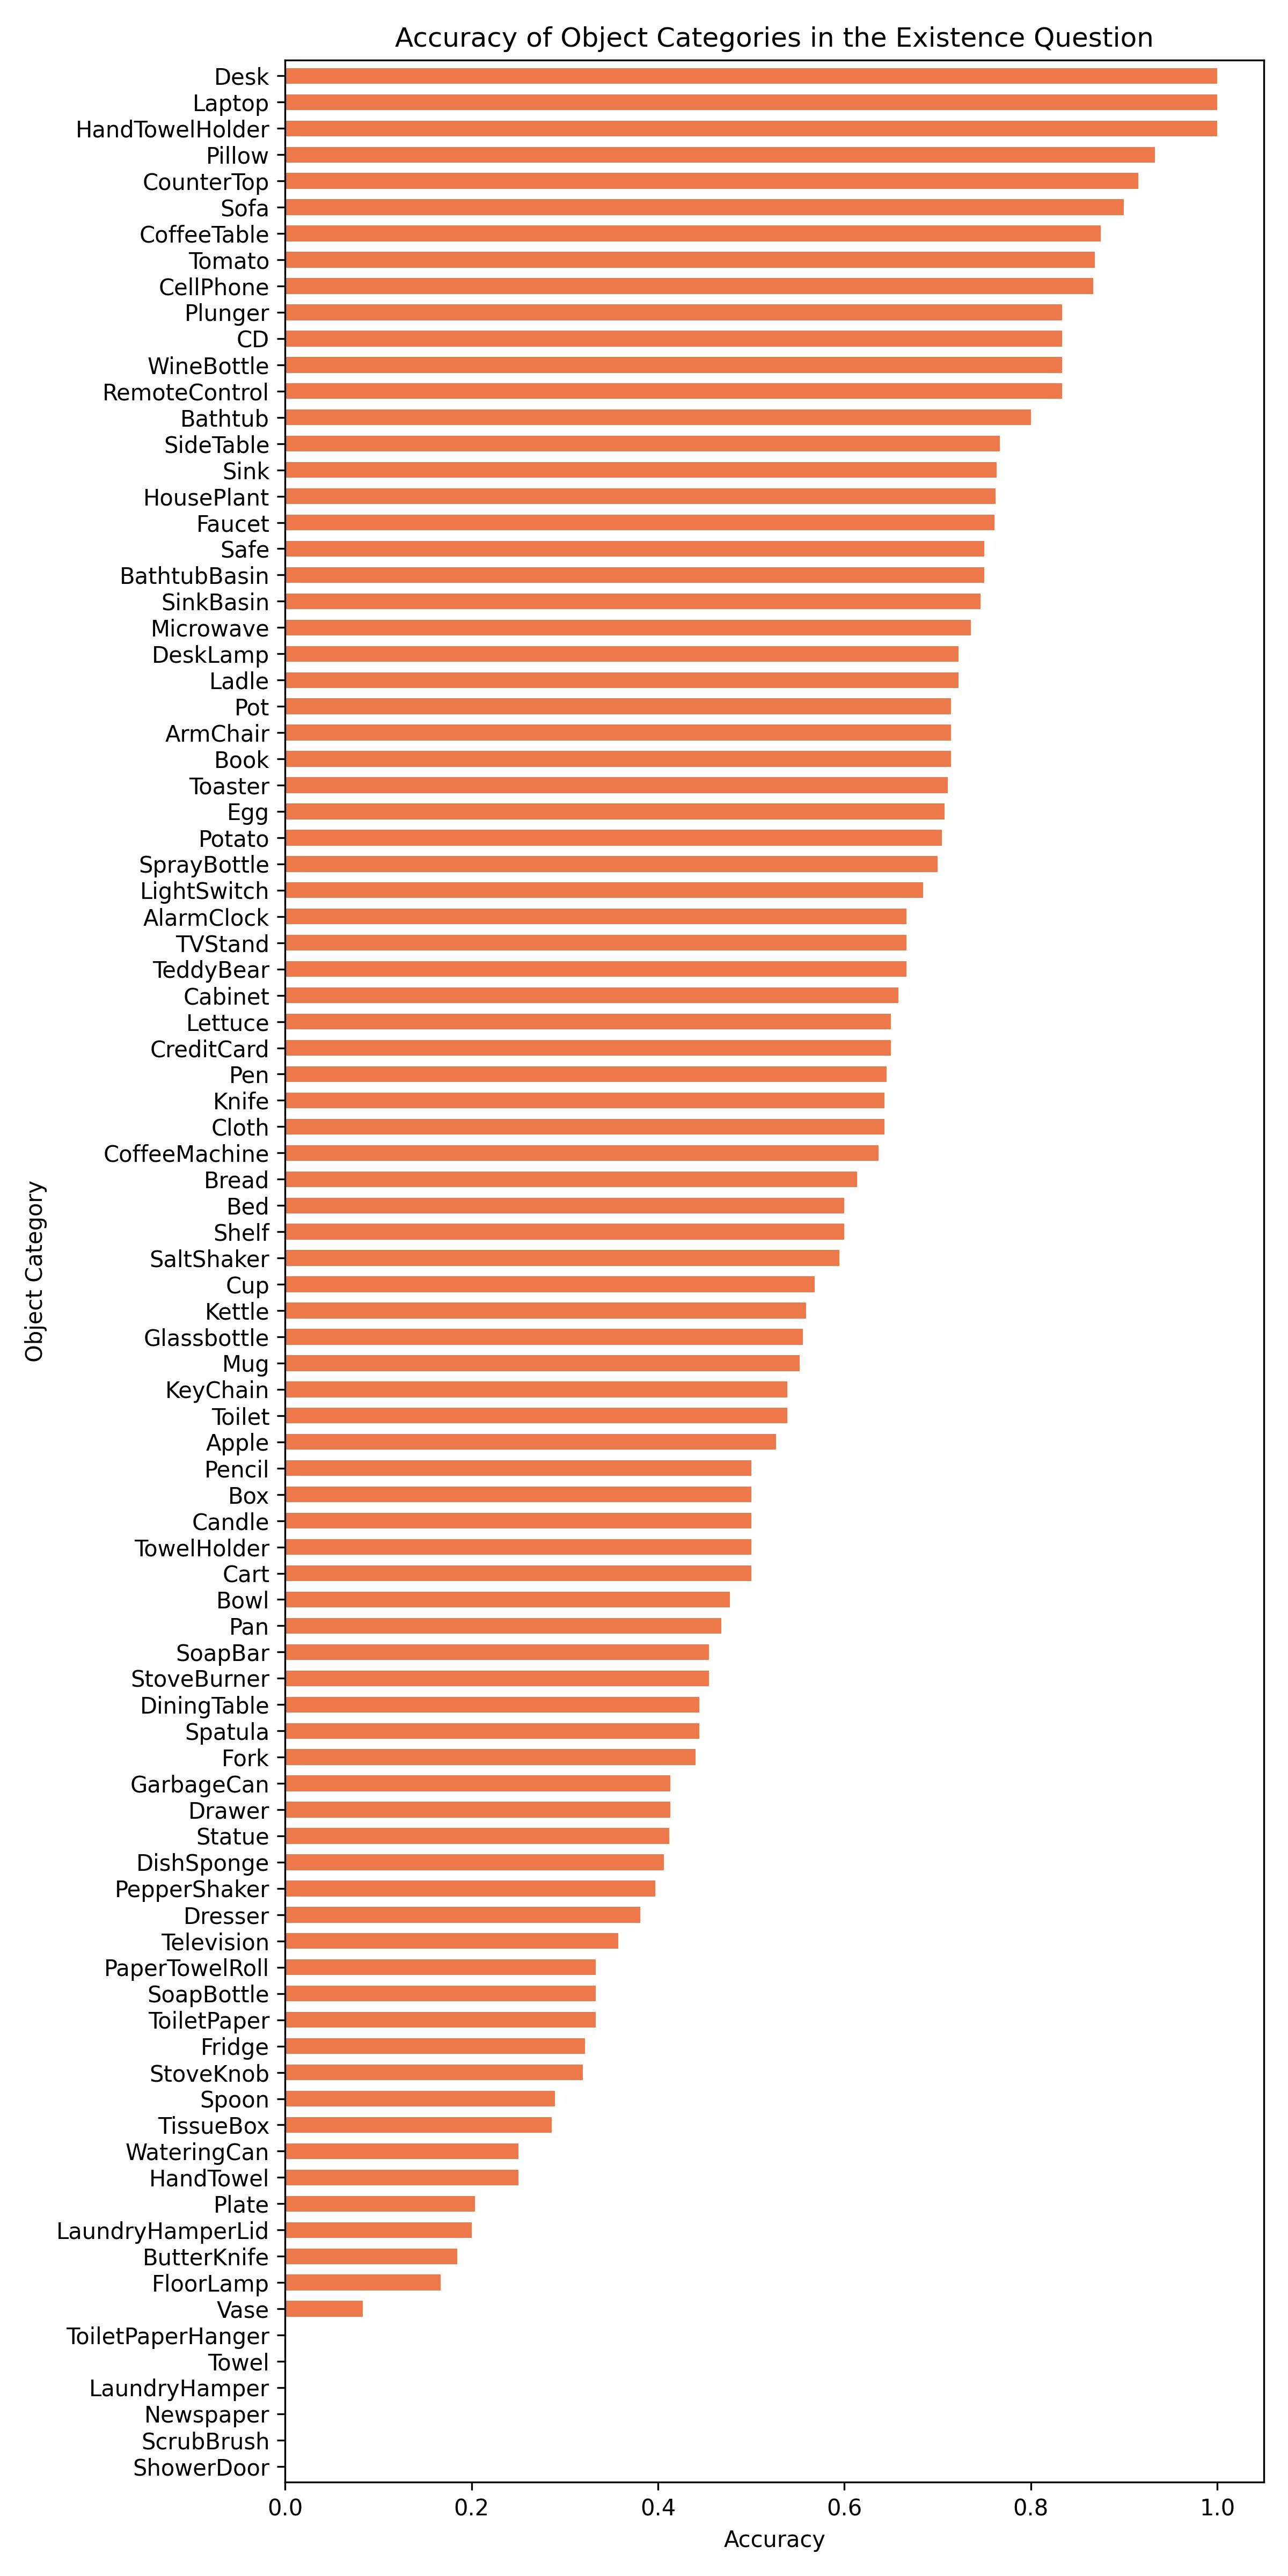 Accuracy of Object Categories in the Existence Question
Desk
Laptop
HandTowelHolder
Pillow
CounterTop
Sofa
CoffeeTable
Tomato
CellPhone
Plunger
CD
WineBottle
RemoteControl
Bathtub
SideTable
Sink
HousePlant
Faucet
Safe
BathtubBasin
SinkBasin
Microwave
DeskLamp
Ladle
Pot
ArmChair
Book
Toaster
Egg
Potato
SprayBottle
LightSwitch
AlarmClock
TVStand
TeddyBear
Cabinet
Lettuce
CreditCard
Pen
Knife
Cloth
CoffeeMachine
Bread
Bed
Shelf
SaltShaker
Cup
Kettle
Glassbottle
Mug
KeyChain
Toilet
Apple
Pencil
Box
Candle
TowelHolder
Cart
Bowl
Pan
SoapBar
StoveBurner
DiningTable
Spatula
Fork
GarbageCan
Drawer
Statue
DishSponge
PepperShaker
Dresser
Television
PaperTowelRoll
SoapBottle
ToiletPaper
Fridge
StoveKnob
Spoon
TissueBox
WateringCan
HandTowel
Plate
LaundryHamperLid
ButterKnife
FloorLamp
Vase
ToiletPaperHanger
Towel
LaundryHamper
Newspaper
ScrubBrush
ShowerDoor
Object Category
0.0 0.2 0.4 0.6 0.8 1.0
Accuracy